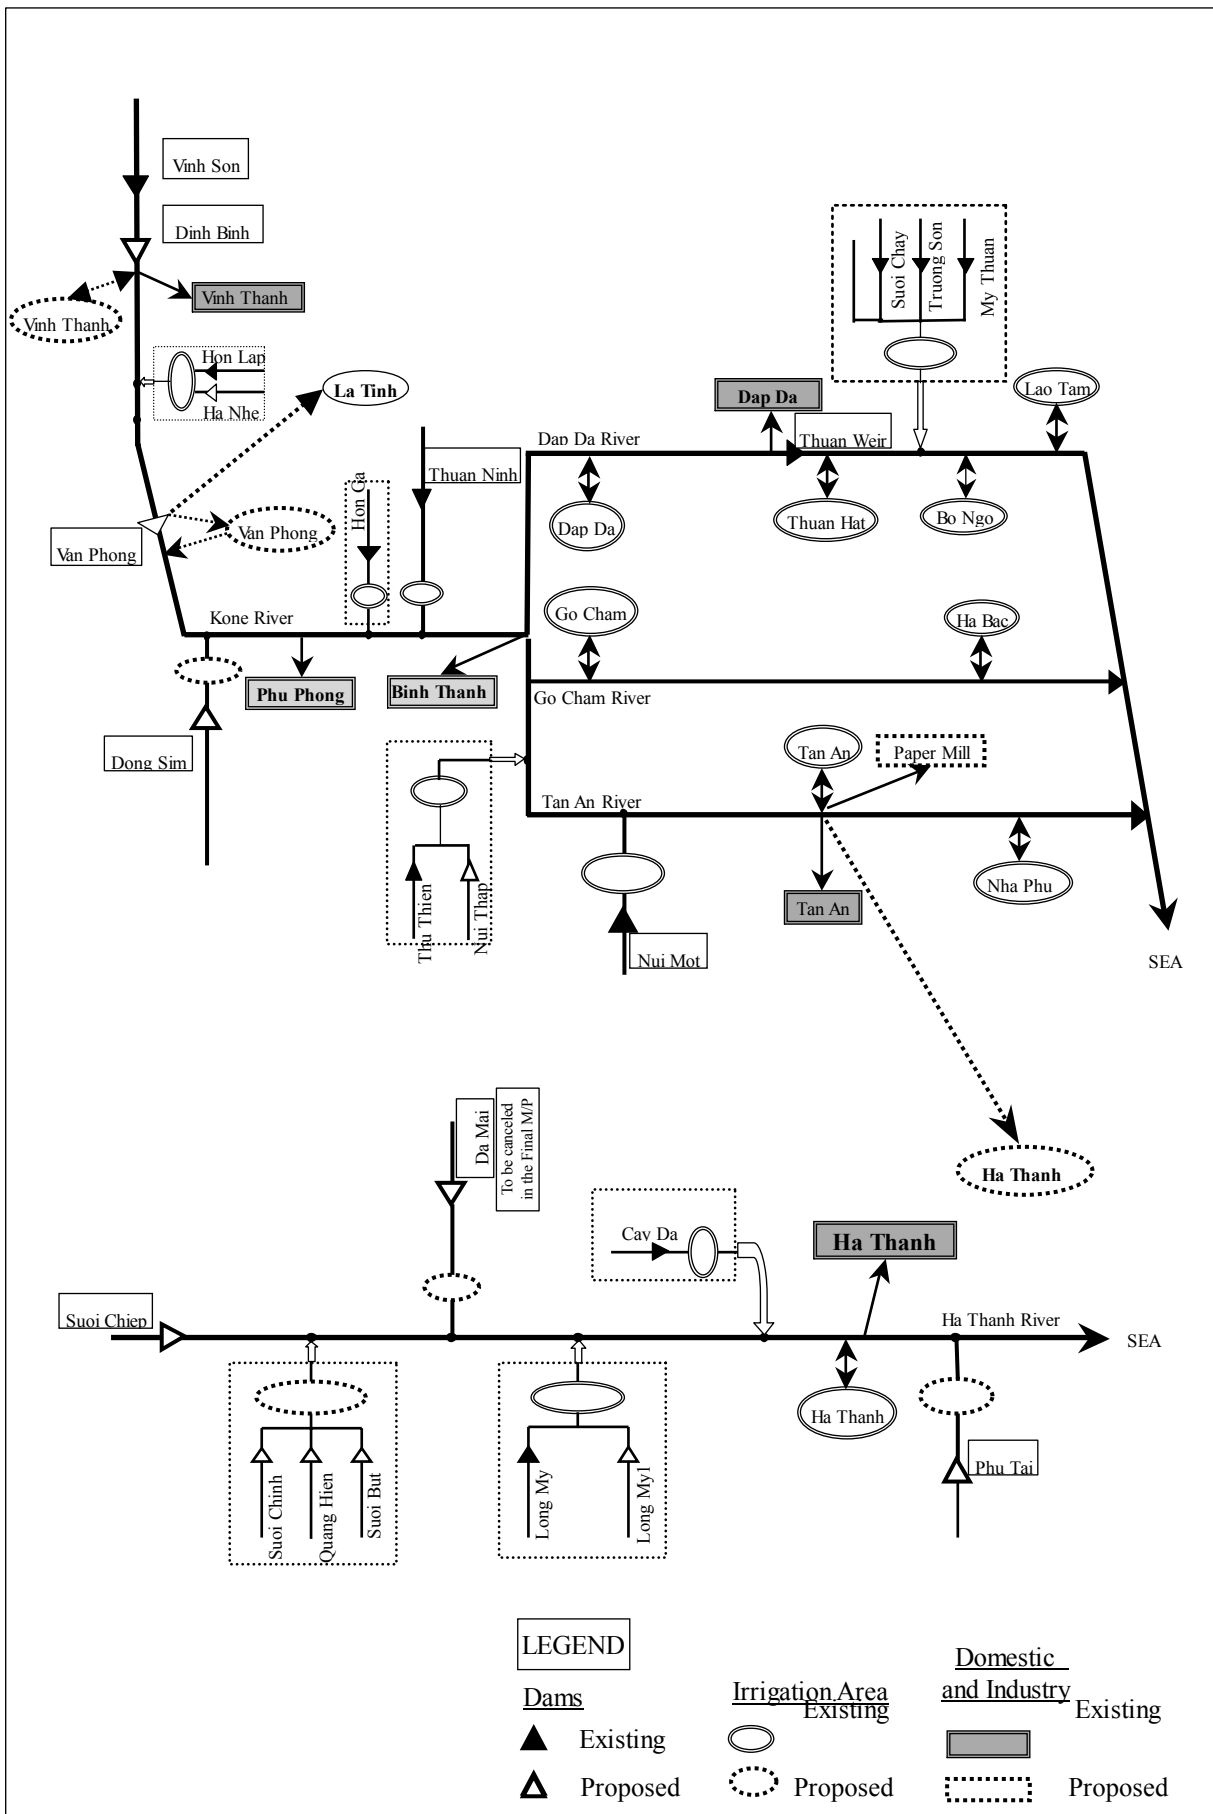 Vinh Son
Dinh Binh
Vinh Thanh
Vinh Thanh
Hon Lap
Ha Nhe
La Tinh
Van Phong
Van Phong
Hon Ga
Thuan Ninh
Kone River
Phu Phong
Binh Thanh
Dong Sim
Suoi Chay
Truong Son
My Thuan
Dap Da
Thuan Weir
Lao Tam
Dap Da River
Dap Da
Thuan Hat
Bo Ngo
Go Cham
Ha Bac
Go Cham River
Tan An
Paper Mill
Tan An River
Thu Thien
Nui Thap
Nui Mot
Tan An
Nha Phu
SEA
Ha Thanh
Da Mai
To be canceled
in the Final M/P
Cay Da
Ha Thanh
Suoi Chiep
Ha Thanh River
SEA
Suoi Chinh
Quang Hien
Suoi But
Long My
Long My1
Ha Thanh
Phu Tai
LEGEND
Dams
Existing
Proposed
Irrigation Area
Existing
Proposed
Domestic
and Industry
Existing
Proposed